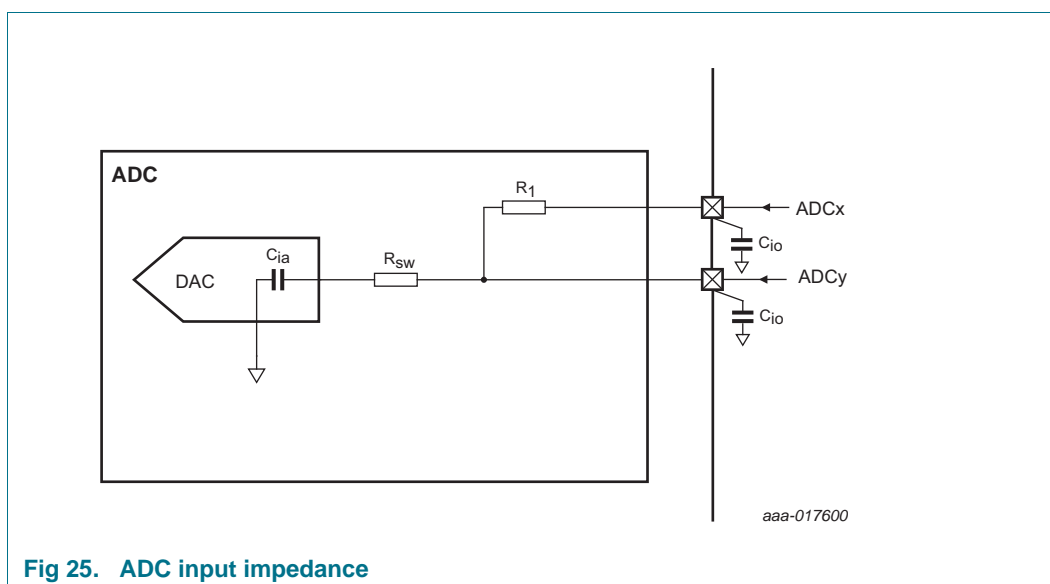 ADC
R1
ADCx
Cio
Cia
Rsw
DAC
ADCy
Cio
aaa-017600
Fig 25. ADC input impedance